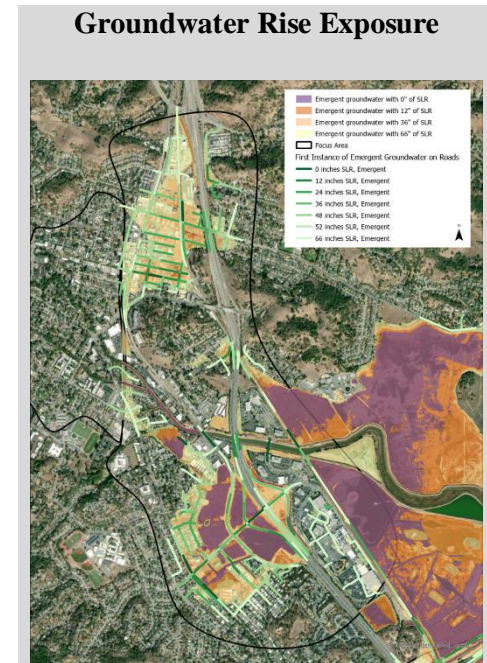 Groundwater Rise Exposure
Emergent groundwater with 0" of SLR
Emergent groundwater with 12" of SLR
Emergent groundwater with 36" of SLR
Emergent groundwater with 66" of SLR
Focus Area
First Instance of Emergent Groundwater on Roads
0 inches SLR, Emergent
12 inches SLR, Emergent
24 inches SLR, Emergent
36 inches SLR, Emergent
48 inches SLR, Emergent
52 inches SLR, Emergent
66 inches SLR, Emergent